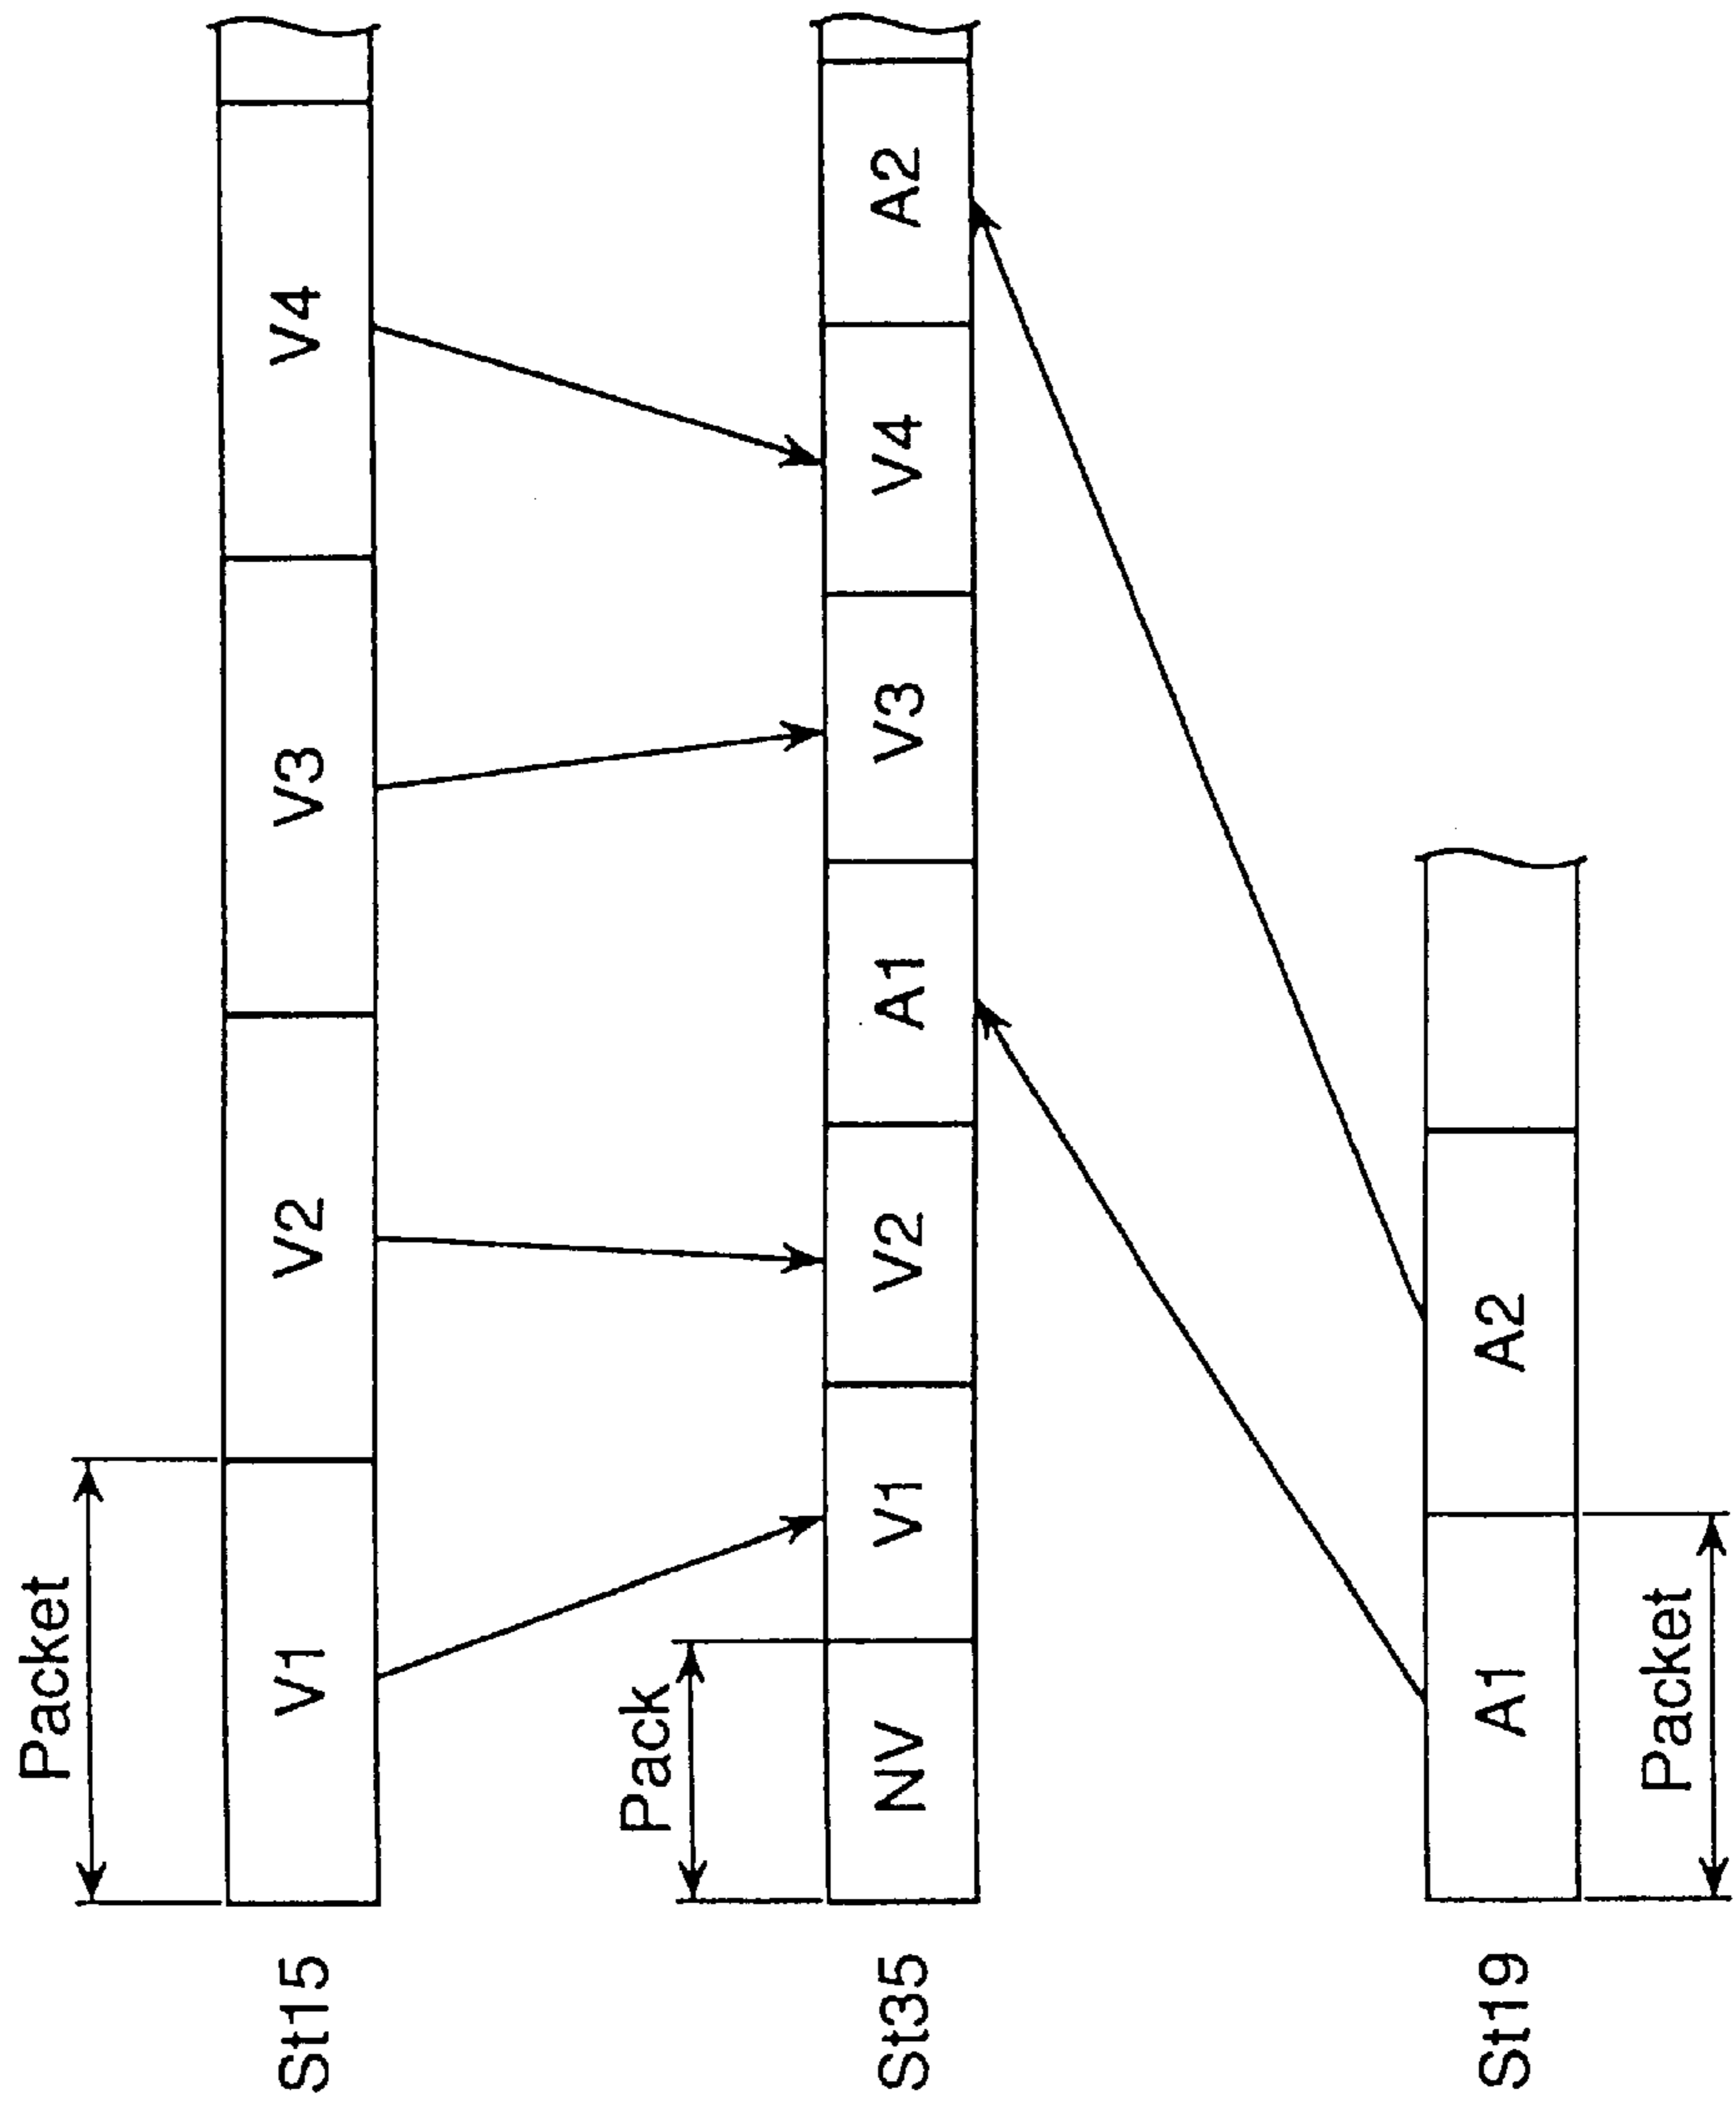 Packet
St15 V1 V2 V3 V4
Pack
St35 NV V1 V2 A1 V3 V4 A2
St19 A1 A2
Packet